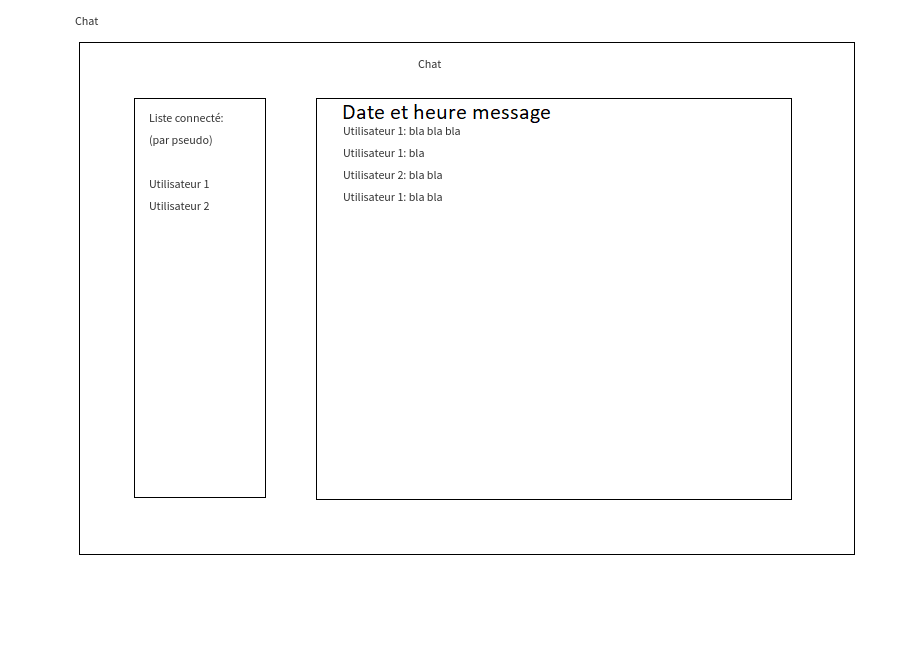 Chat
Chat
Liste connecté:
(par pseudo)
Utilisateur 1
Utilisateur 2
Date et heure message
Utilisateur 1: bla bla bla
Utilisateur 1: bla
Utilisateur 2: bla bla
Utilisateur 1: bla bla